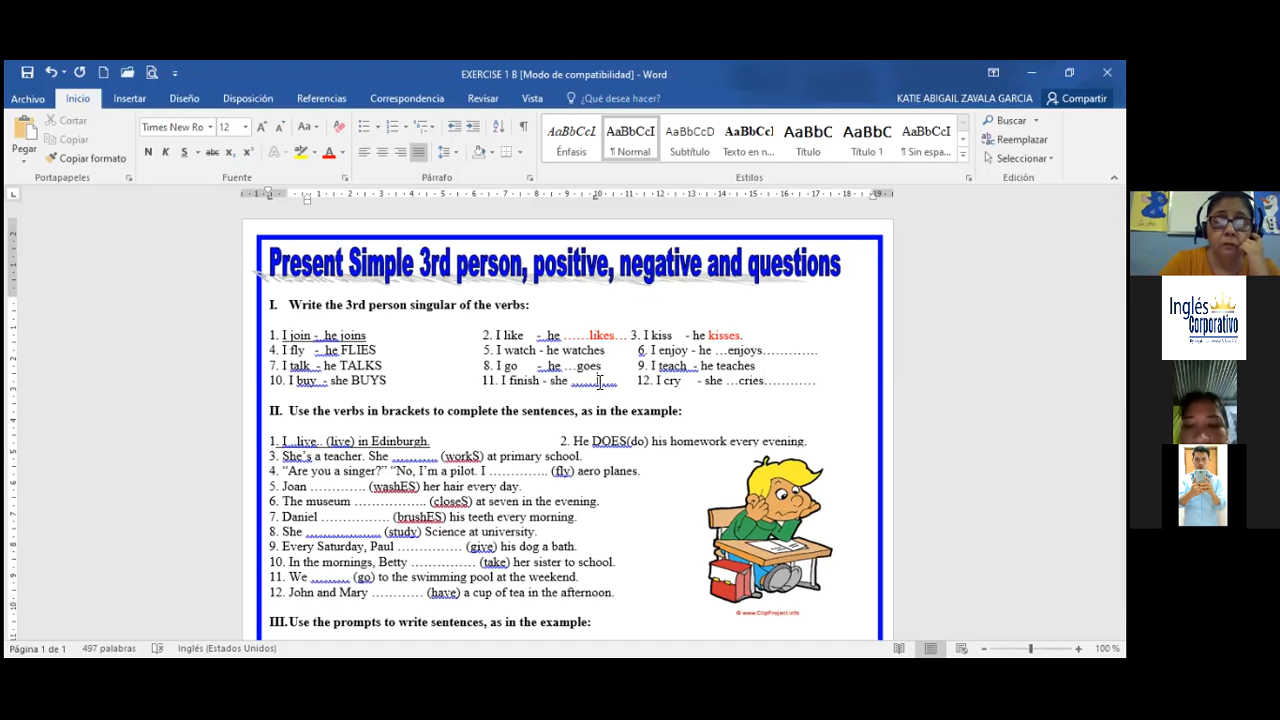 EXERCISE 1 B [Modo de compatibilidad] - Word
Archivo Inicio Insertar Diseño Disposición Referencias Correspondencia Revisar Vista ¿Qué desea hacer? KATIE ABIGAIL ZAVALA GARCIA Compartir
Cortar
Copiar
Copiar formato
Pegar
Times New Ro 12
N K S abc x₂ x²
AaBbCcI AaBbCcI AaBbCcD AaBbCcI AaBbC AaBbC AaBbCcI
Énfasis ¶ Normal Subtítulo Texto en n... Título Título 1 ¶ Sin espa...
Buscar
Reemplazar
Seleccionar
Portapapeles Fuente Párrafo Estilos Edición
Present Simple 3rd person, positive, negative and questions
I. Write the 3rd person singular of the verbs:
1. I join - he joins 2. I like - he ……likes… 3. I kiss - he kisses.
4. I fly - he FLIES 5. I watch - he watches 6. I enjoy - he …enjoys…………
7. I talk - he TALKS 8. I go - he …goes 9. I teach - he teaches
10. I buy - she BUYS 11. I finish - she ………… 12. I cry - she …cries…………
II. Use the verbs in brackets to complete the sentences, as in the example:
1. I...live.. (live) in Edinburgh. 2. He DOES(do) his homework every evening.
3. She's a teacher. She ………… (workS) at primary school.
4. “Are you a singer?” “No, I’m a pilot. I …………… (fly) aero planes.
5. Joan ………… (washES) her hair every day.
6. The museum ……………… (closeS) at seven in the evening.
7. Daniel ……………… (brushES) his teeth every morning.
8. She ……………… (study) Science at university.
9. Every Saturday, Paul ……………… (give) his dog a bath.
10. In the mornings, Betty ……………… (take) her sister to school.
11. We ………… (go) to the swimming pool at the weekend.
12. John and Mary ………… (have) a cup of tea in the afternoon.
© www.ClipProject.info
III. Use the prompts to write sentences, as in the example:
Página 1 de 1 497 palabras Inglés (Estados Unidos) 100 %
Inglés
Corporativo